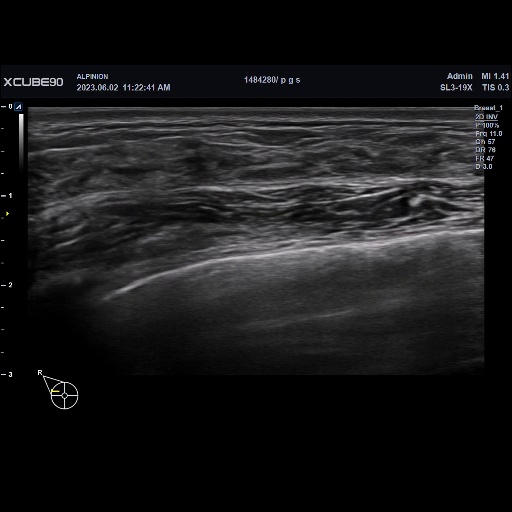 XCUBE90
ALPINION
2023.06.02 11:22:41 AM
1484280/ p g s
Admin MI 1.41
SL3-19X TIS 0.3
Breast_1
2D INV
P 100%
Frq 11.0
Gn 57
DR 76
FR 47
D 3.0
0
1
2
3
R